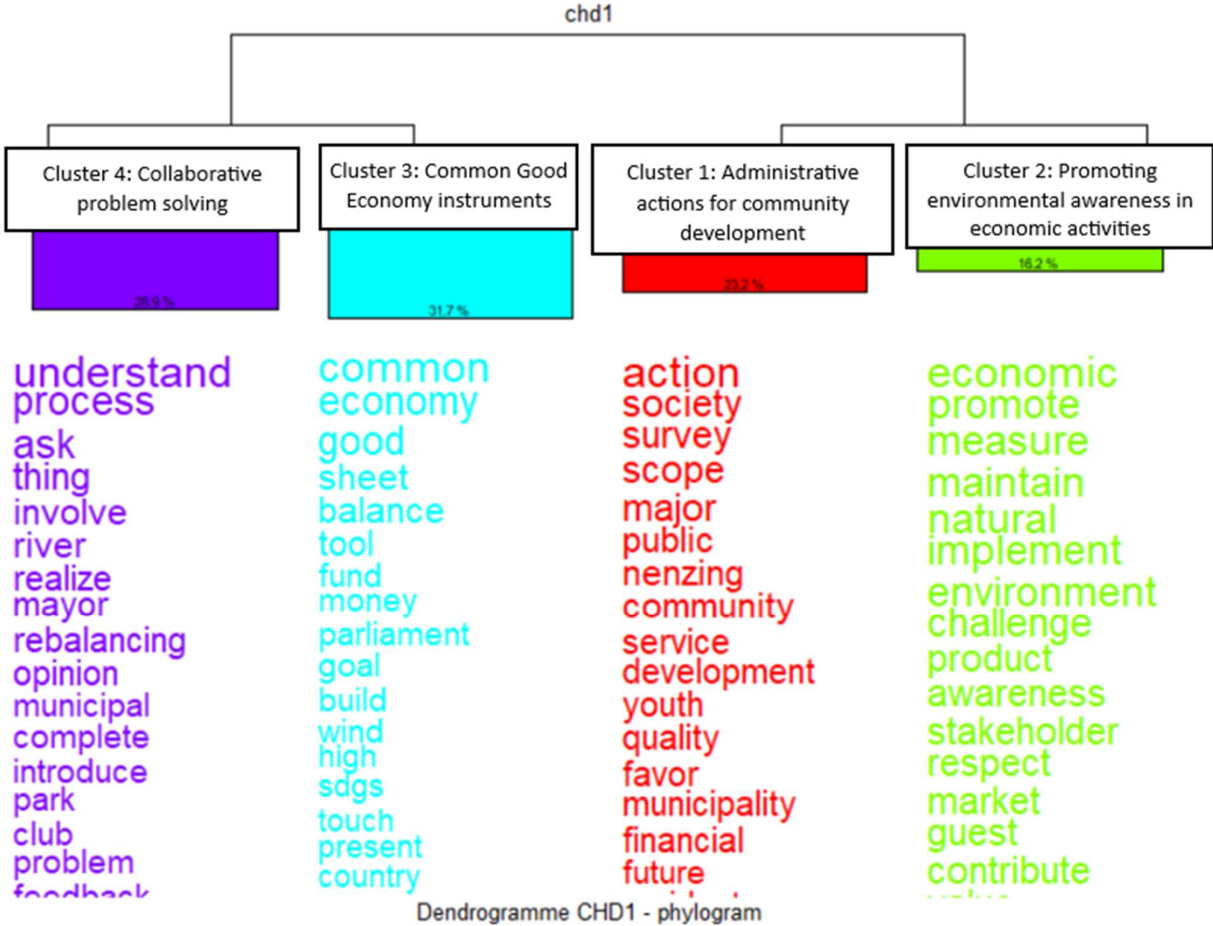 chd1
Cluster 4: Collaborative
problem solving
Cluster 3: Common Good
Economy instruments
Cluster 1: Administrative
actions for community
development
Cluster 2: Promoting
environmental awareness in
economic activities
28.9 %
31.7 %
23.2 %
16.2 %
understand
process
ask
thing
involve
river
realize
mayor
rebalancing
opinion
municipal
complete
introduce
park
club
problem
feedback
common
economy
good
sheet
balance
tool
fund
money
parliament
goal
build
wind
high
sdgs
touch
present
country
action
society
survey
scope
major
public
nenzing
community
service
development
youth
quality
favor
municipality
financial
future
economic
promote
measure
maintain
natural
implement
environment
challenge
product
awareness
stakeholder
respect
market
guest
contribute
Dendrogramme CHD1 - phylogram